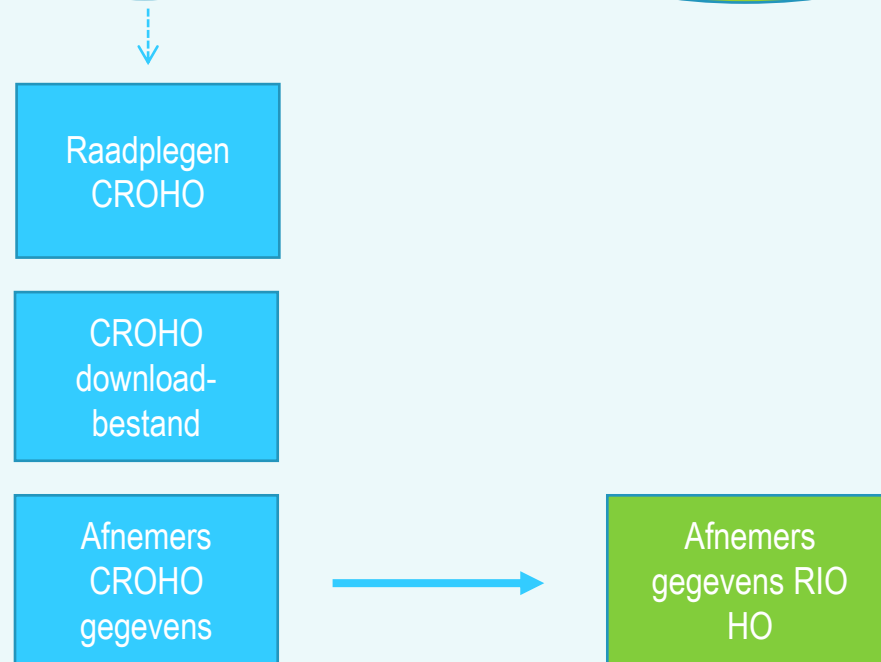 Raadplegen
CROHO
CROHO
download-
bestand
Afnemers
CROHO
gegevens
Afnemers
gegevens RIO
HO